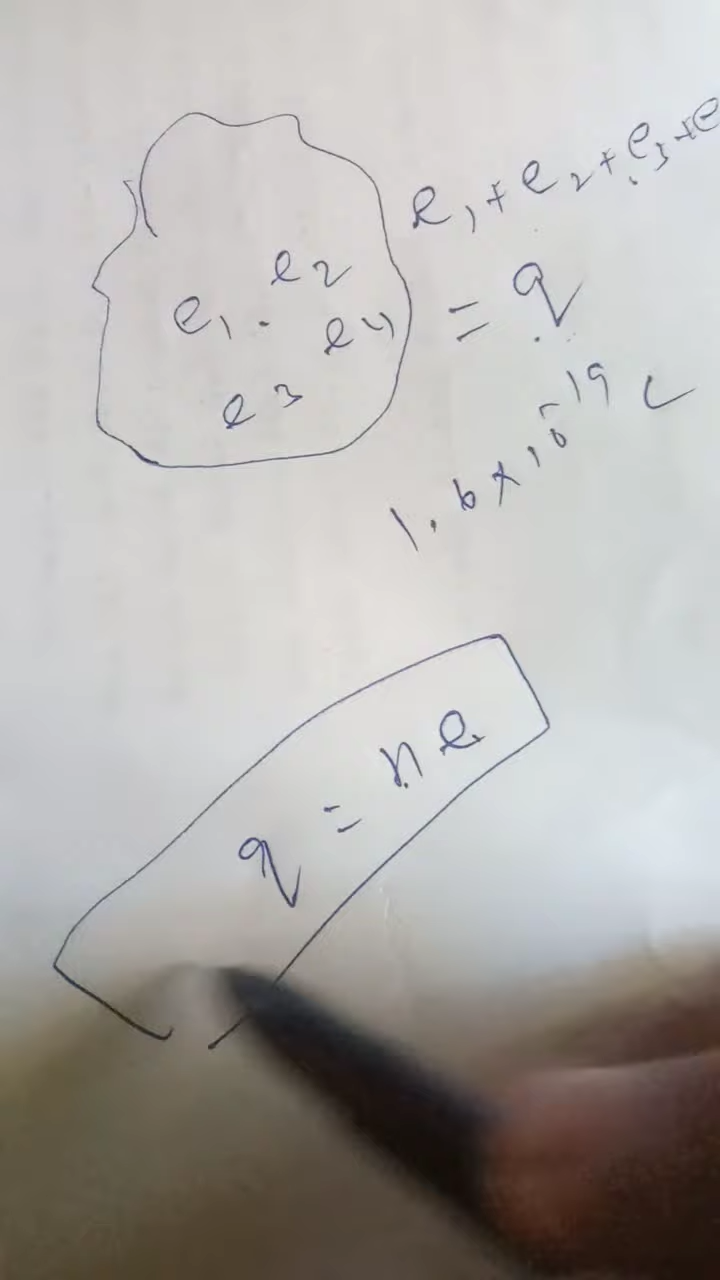 e₁ + e₂ + e₃ + e
e₂
e₁ . e₄ = q
e₃
1.6 × 10⁻¹⁹ C
q = ne